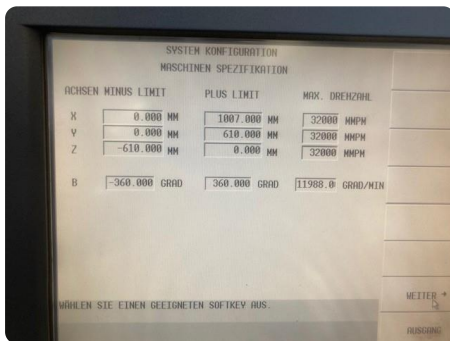 SYSTEM KONFIGURATION
MASCHINEN SPEZIFIKATION
ACHSEN MINUS LIMIT PLUS LIMIT MAX. DREHZAHL
X 0.000 MM 1007.000 MM 32000 MMPM
Y 0.000 MM 610.000 MM 32000 MMPM
Z -610.000 MM 0.000 MM 32000 MMPM
B -360.000 GRAD 360.000 GRAD 11988.0 GRAD/MIN
WEITER
WÄHLEN SIE EINEN GEEIGNETEN SOFTKEY AUS.
AUSGANG